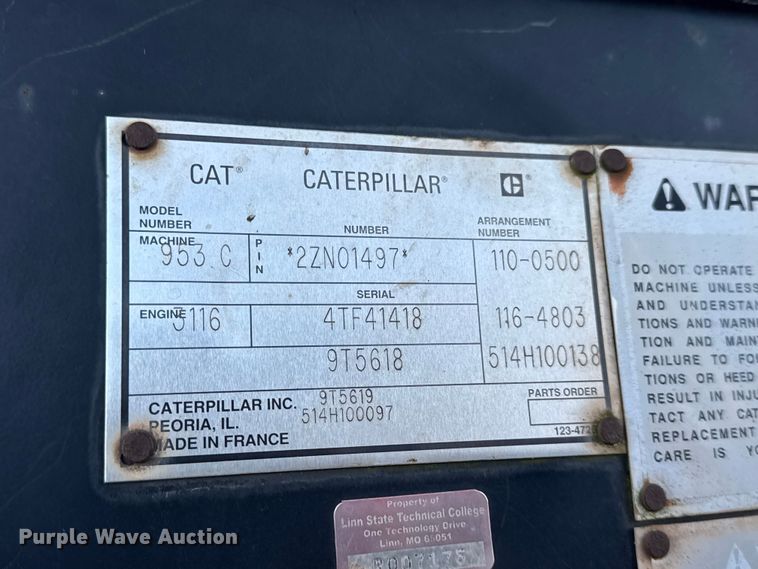 CAT® CATERPILLAR®
MODEL NUMBER
NUMBER
ARRANGEMENT NUMBER
MACHINE 953 C
PIN
*2ZN01497*
110-0500
SERIAL
ENGINE 3116
4TF41418
116-4803
9T5618
514H100138
CATERPILLAR INC.
9T5619
PARTS ORDER
PEORIA, IL.
514H100097
MADE IN FRANCE
WAR
DO NOT OPERATE
MACHINE UNLESS
AND UNDERSTAN
TIONS AND WARN
TION AND MAIN
FAILURE TO FO
TIONS OR HEED
RESULT IN INJU
TACT ANY CAT
REPLACEMENT
CARE IS YO
Property of
Linn State Technical College
One Technology Drive
Linn, MO 65051
Purple Wave Auction